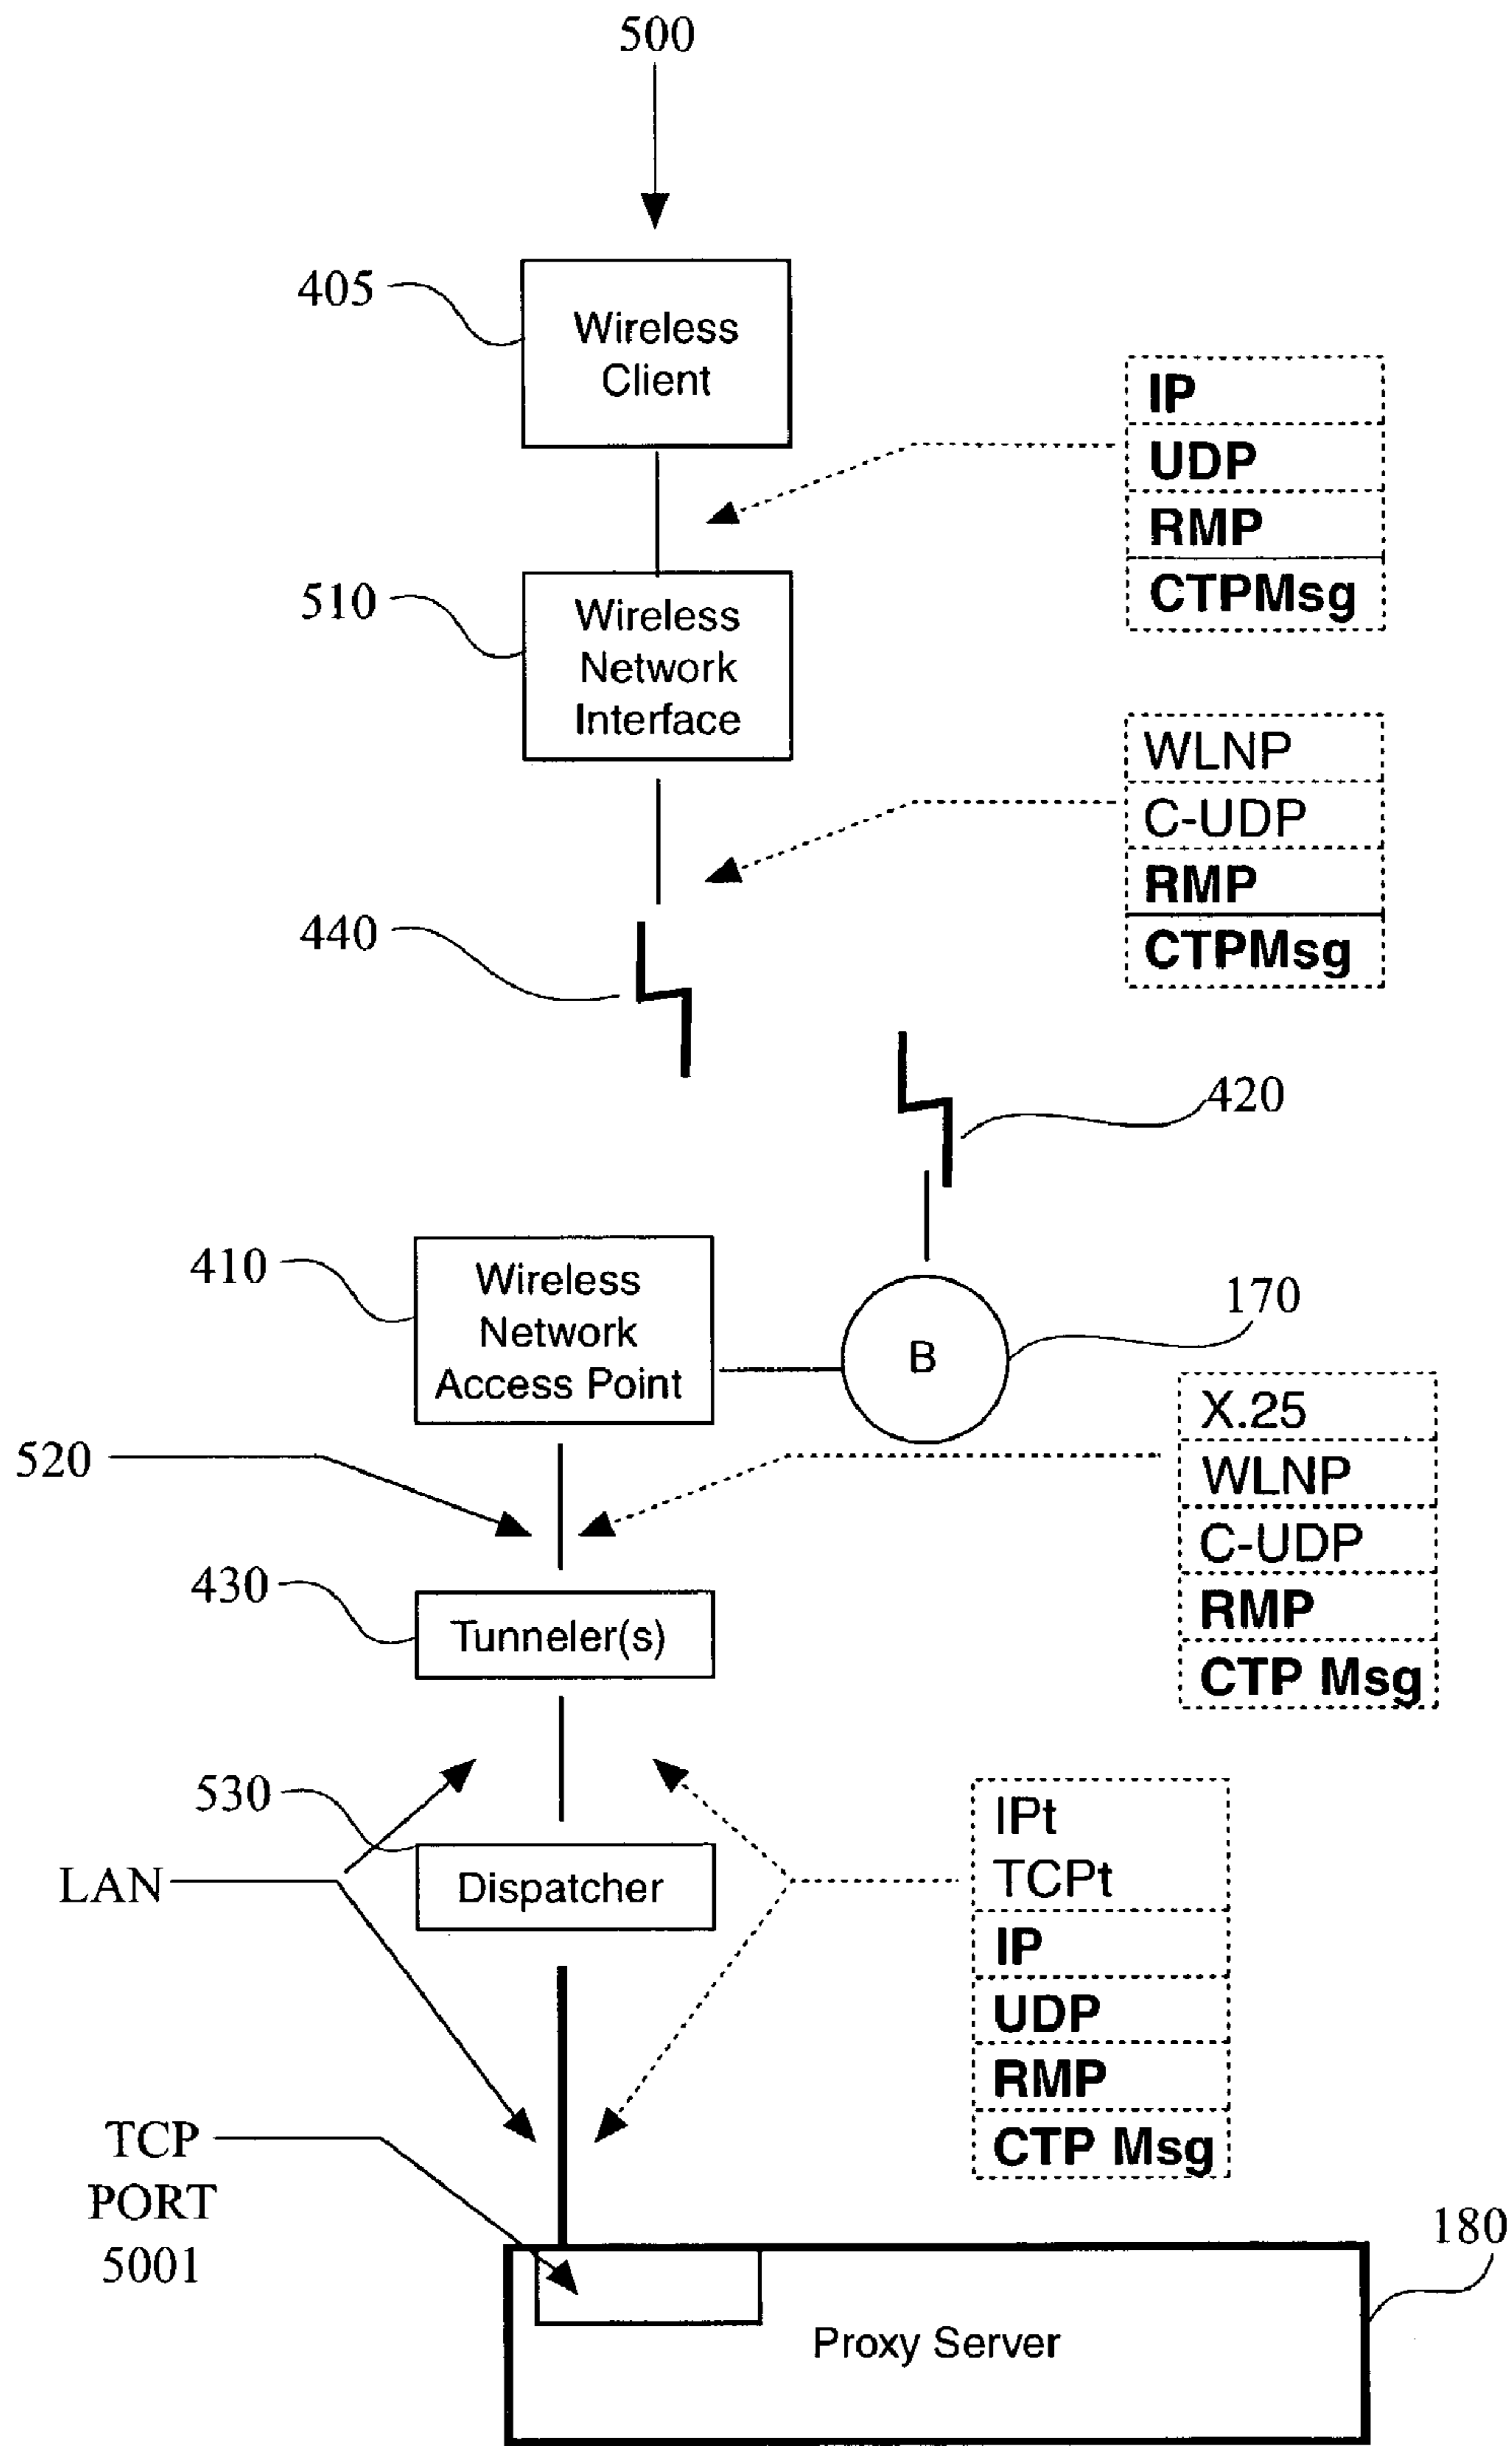 500
405
Wireless
Client
IP
UDP
RMP
CTPMsg
510
Wireless
Network
Interface
WLNP
C-UDP
RMP
CTPMsg
440
420
410
Wireless
Network
Access Point
170
B
X.25
WLNP
C-UDP
RMP
CTP Msg
520
430
Tunneler(s)
530
IPt
TCPt
IP
UDP
RMP
CTP Msg
LAN
Dispatcher
TCP
PORT
5001
180
Proxy Server